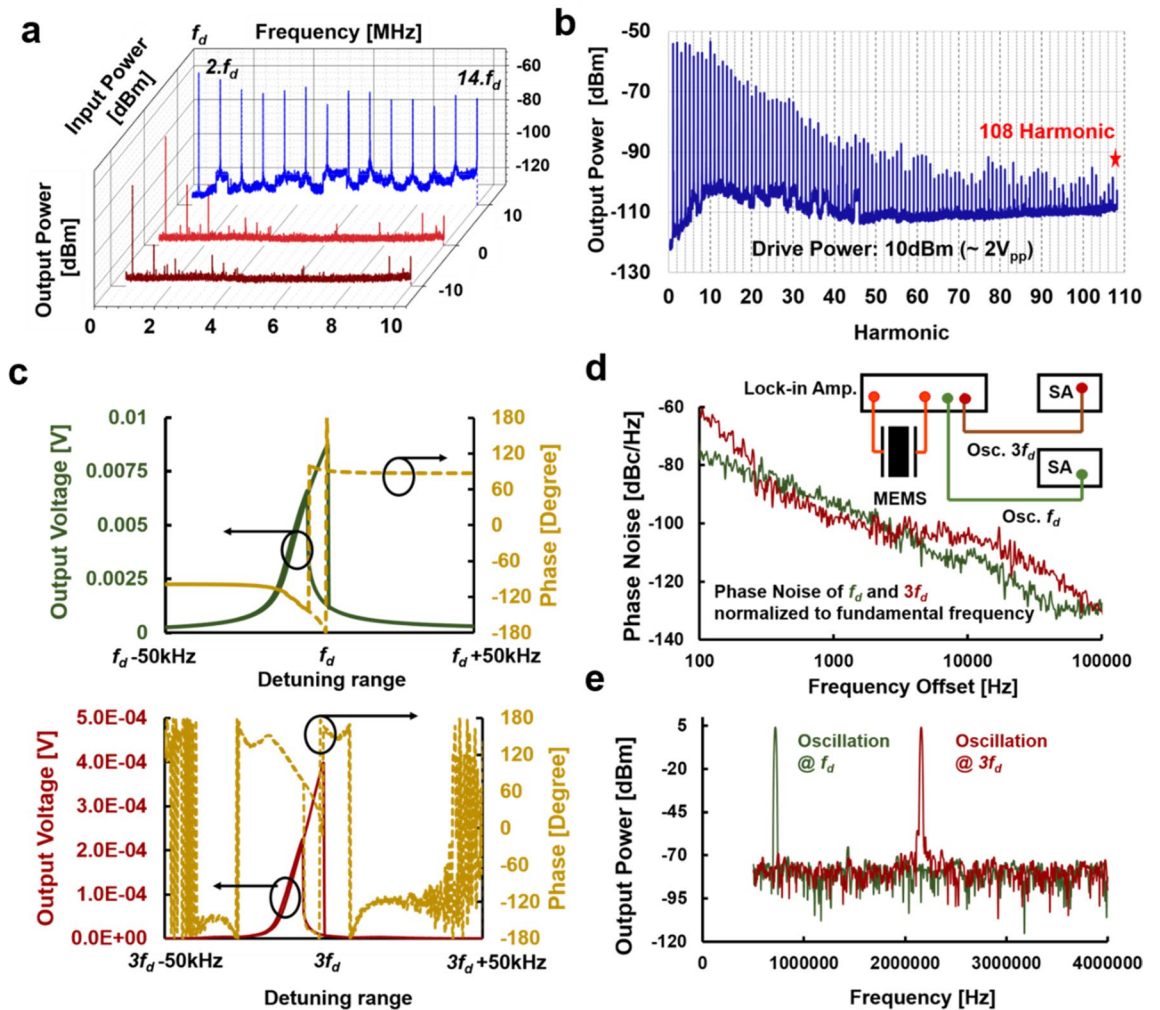 a
f_d
Frequency [MHz]
Input Power
[dBm]
2.f_d
14.f_d
-60
-80
-100
-120
10
0
-10
Output Power
[dBm]
0
2
4
6
8
10
b
Output Power [dBm]
-50
-70
-90
-110
-130
108 Harmonic
Drive Power: 10dBm (~ 2V_pp)
0
10
20
30
40
50
60
70
80
90
100
110
Harmonic
c
Output Voltage [V]
0.01
0.0075
0.005
0.0025
0
180
120
60
0
-60
-120
-180
Phase [Degree]
f_d -50kHz
f_d
f_d +50kHz
Detuning range
Output Voltage [V]
5.0E-04
4.0E-04
3.0E-04
2.0E-04
1.0E-04
0.0E+00
180
120
60
0
-60
-120
-180
Phase [Degree]
3f_d -50kHz
3f_d
3f_d +50kHz
Detuning range
d
Phase Noise [dBc/Hz]
-60
-80
-100
-120
-140
Lock-in Amp.
SA
Osc. 3f_d
SA
MEMS
Osc. f_d
Phase Noise of f_d and 3f_d
normalized to fundamental frequency
100
1000
10000
100000
Frequency Offset [Hz]
e
Output Power [dBm]
5
-20
-45
-70
-95
-120
Oscillation
@ f_d
Oscillation
@ 3f_d
0
1000000
2000000
3000000
4000000
Frequency [Hz]